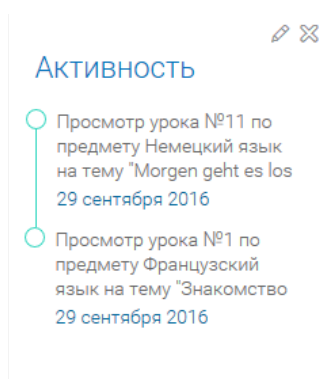 Активность
Просмотр урока №11 по
предмету Немецкий язык
на тему "Morgen geht es los
29 сентября 2016
Просмотр урока №1 по
предмету Французский
язык на тему "Знакомство
29 сентября 2016